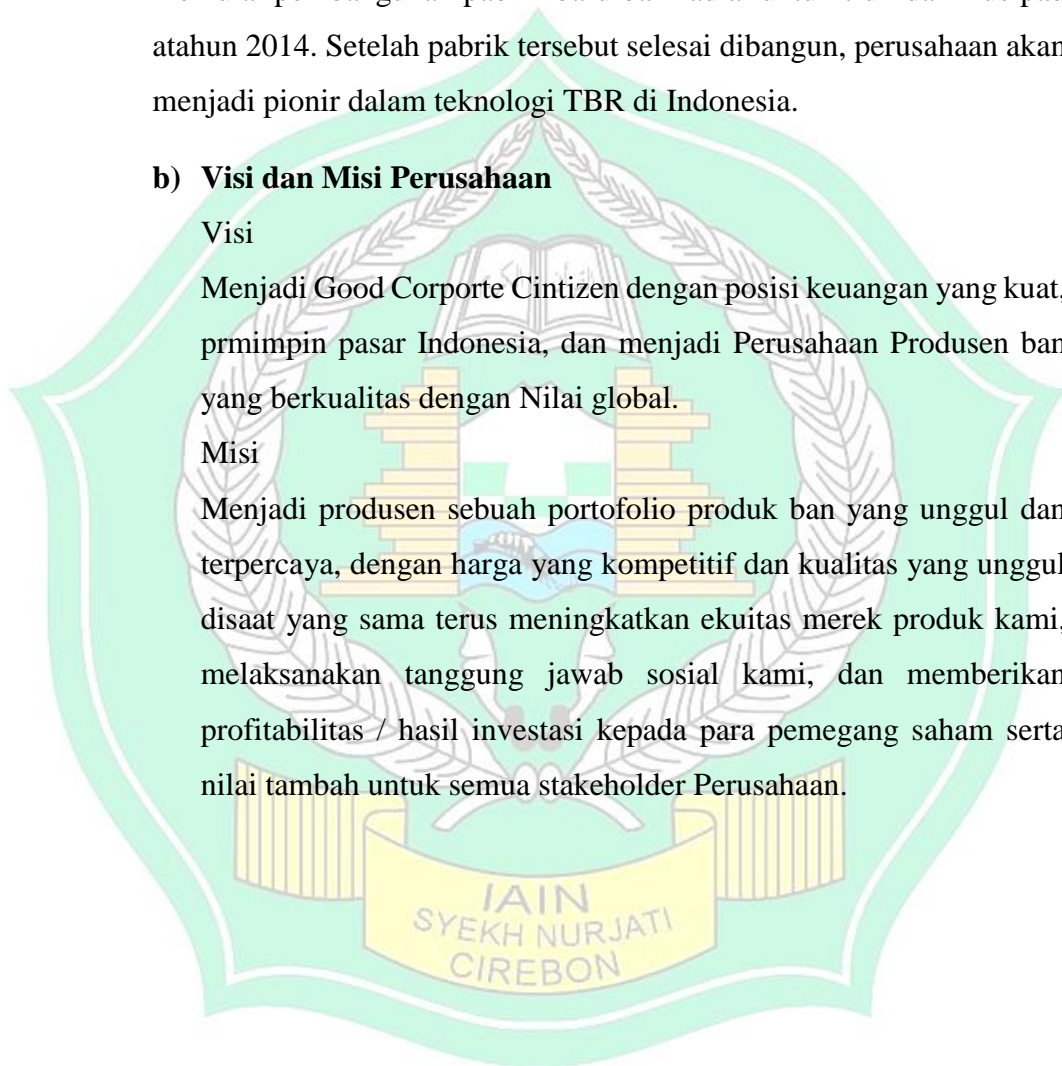 atahun 2014. Setelah pabrik tersebut selesai dibangun, perusahaan akan
menjadi pionir dalam teknologi TBR di Indonesia.
b) Visi dan Misi Perusahaan
Visi
Menjadi Good Corporte Cintizen dengan posisi keuangan yang kuat,
prmimpin pasar Indonesia, dan menjadi Perusahaan Produsen ban
yang berkualitas dengan Nilai global.
Misi
Menjadi produsen sebuah portofolio produk ban yang unggul dan
terpercaya, dengan harga yang kompetitif dan kualitas yang unggul
disaat yang sama terus meningkatkan ekuitas merek produk kami,
melaksanakan tanggung jawab sosial kami, dan memberikan
profitabilitas / hasil investasi kepada para pemegang saham serta
nilai tambah untuk semua stakeholder Perusahaan.
IAIN
SYEKH NURJATI
CIREBON